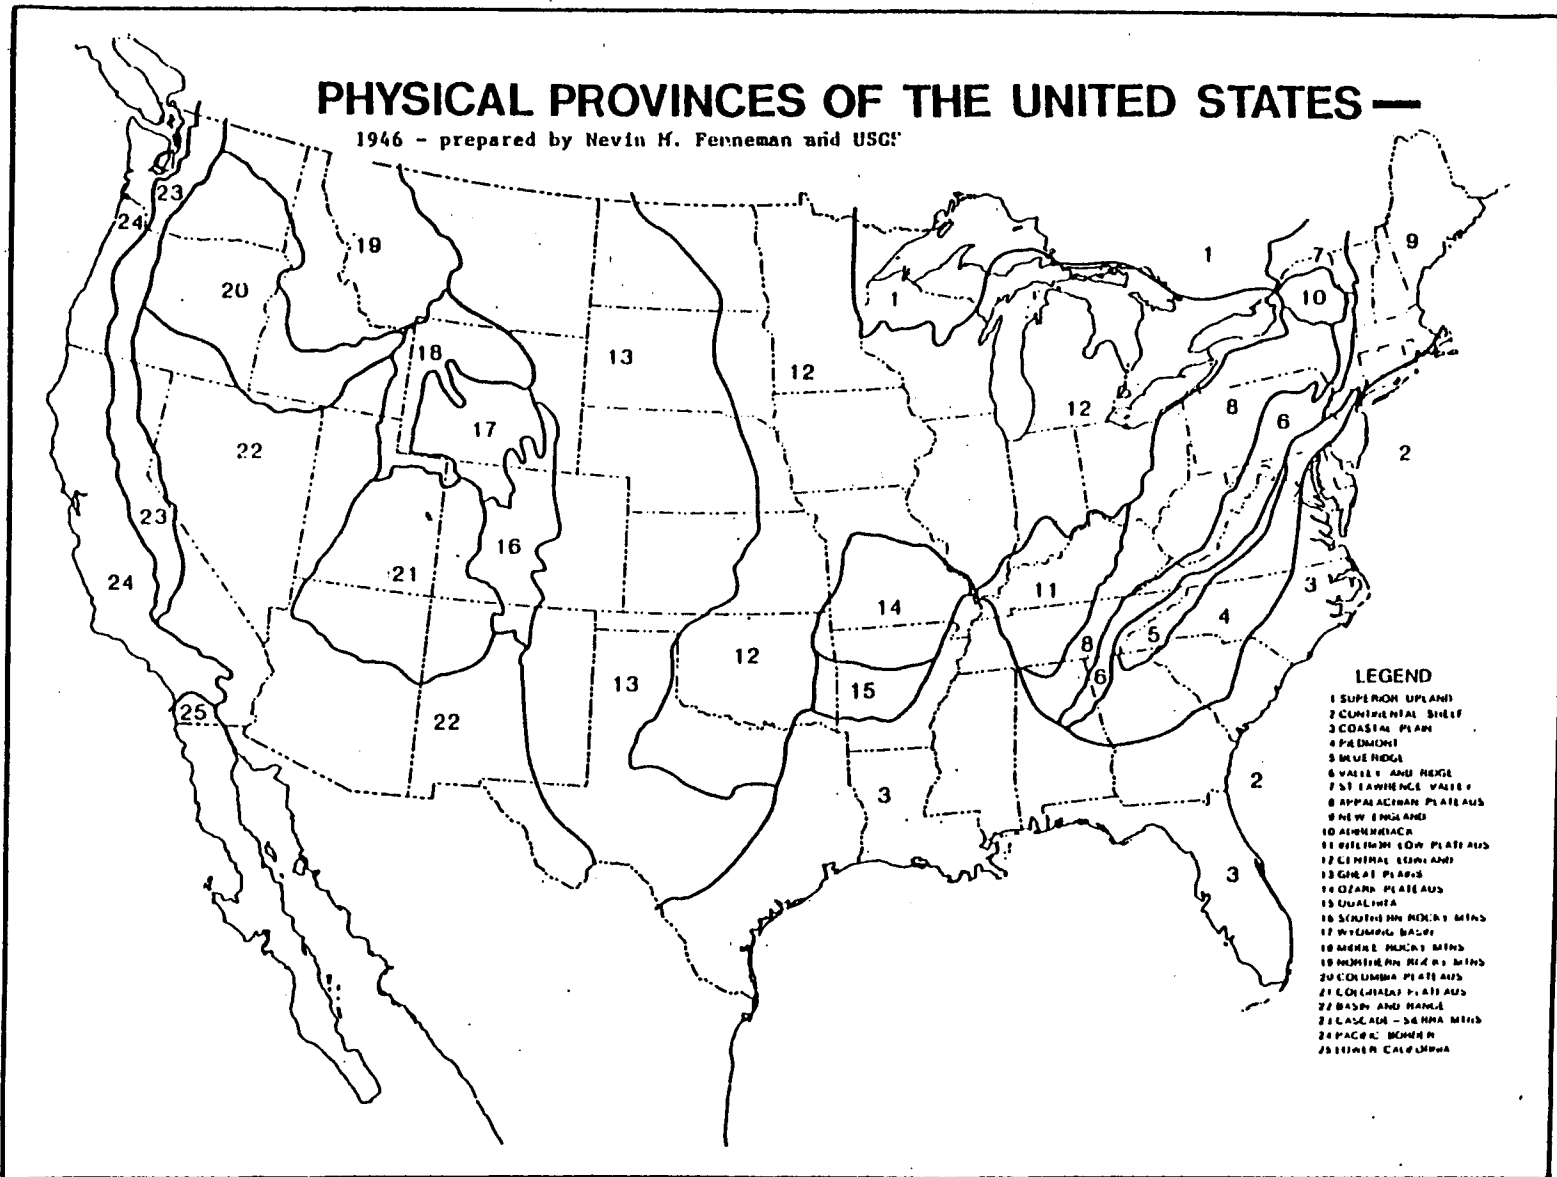 PHYSICAL PROVINCES OF THE UNITED STATES —
1946 - prepared by Nevin M. Fenneman and USGS
23
24
19
20
18
17
22
23
24
21
16
25
22
13
13
12
12
1
1
7
9
10
12
8
6
2
11
14
15
8
6
5
4
3
3
2
3
LEGEND
1 SUPERIOR UPLAND
2 CONTINENTAL SHELF
3 COASTAL PLAIN
4 PIEDMONT
5 BLUE RIDGE
6 VALLEY AND RIDGE
7 ST LAWRENCE VALLEY
8 APPALACHIAN PLATEAUS
9 NEW ENGLAND
10 ADIRONDACK
11 INTERIOR LOW PLATEAUS
12 CENTRAL LOWLAND
13 GREAT PLAINS
14 OZARK PLATEAUS
15 OUACHITA
16 SOUTHERN ROCKY MTNS
17 WYOMING BASIN
18 MIDDLE ROCKY MTNS
19 NORTHERN ROCKY MTNS
20 COLUMBIA PLATEAUS
21 COLORADO PLATEAUS
22 BASIN AND RANGE
23 CASCADE - SIERRA MTNS
24 PACIFIC BORDER
25 LOWER CALIFORNIA